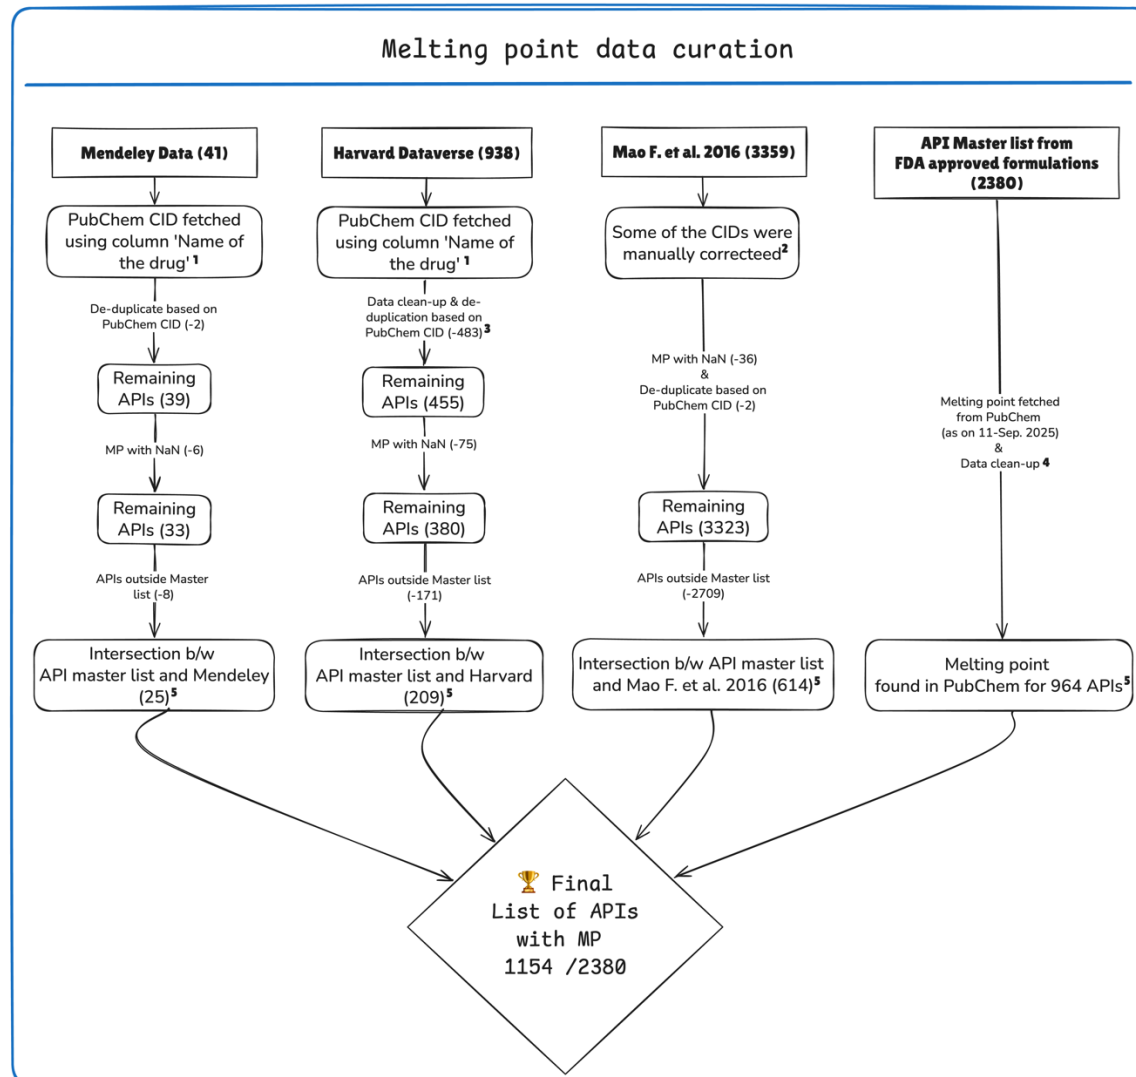 Melting point data curation
Mendeley Data (41)
PubChem CID fetched
using column 'Name of
the drug' 1
De-duplicate based on
PubChem CID (-2)
Remaining
APIs (39)
MP with NaN (-6)
Remaining
APIs (33)
APIs outside Master
list (-8)
Intersection b/w
API master list and Mendeley
(25)5
Harvard Dataverse (938)
PubChem CID fetched
using column 'Name of
the drug' 1
Data clean-up & de-
duplication based on
PubChem CID (-483)3
Remaining
APIs (455)
MP with NaN (-75)
Remaining
APIs (380)
APIs outside Master list
(-171)
Intersection b/w
API master list and Harvard
(209)5
Mao F. et al. 2016 (3359)
Some of the CIDs were
manually correcteed2
MP with NaN (-36)
&
De-duplicate based on
PubChem CID (-2)
Remaining
APIs (3323)
APIs outside Master list
(-2709)
Intersection b/w API master list
and Mao F. et al. 2016 (614)5
API Master list from
FDA approved formulations
(2380)
Melting point fetched
from PubChem
(as on 11-Sep. 2025)
&
Data clean-up 4
Melting point
found in PubChem for 964 APIs5
🏆 Final
List of APIs
with MP
1154 /2380